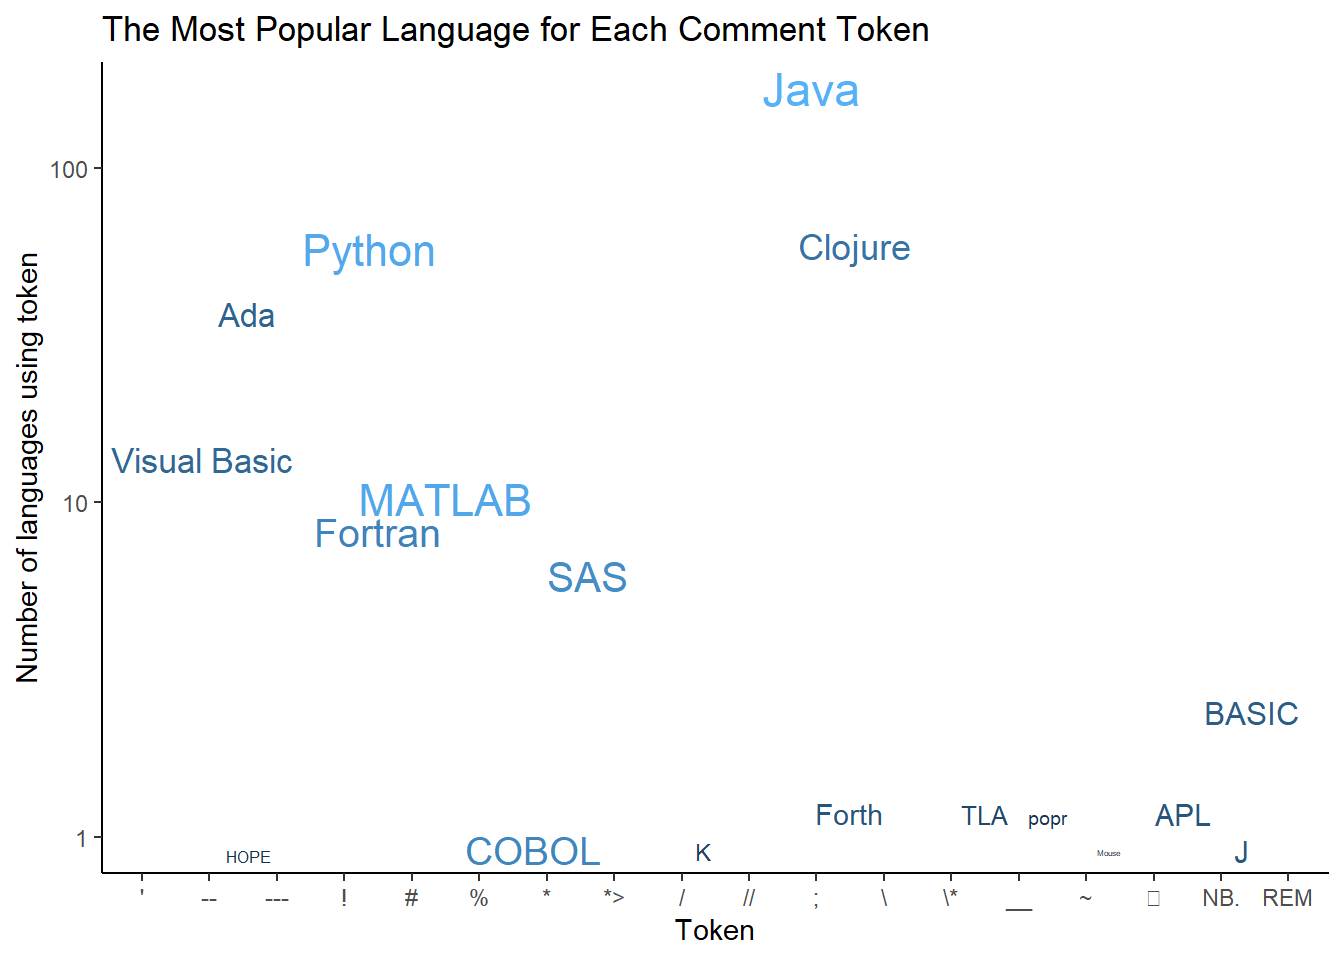 The Most Popular Language for Each Comment Token
Number of languages using token
100
10
1
Java
Python
Clojure
Ada
Visual Basic
MATLAB
Fortran
SAS
BASIC
Forth
TLA
popr
APL
HOPE
COBOL
K
Mouse
J
' -- --- ! # % * *> / // ; \ \* __ ~ ▯ NB. REM
Token